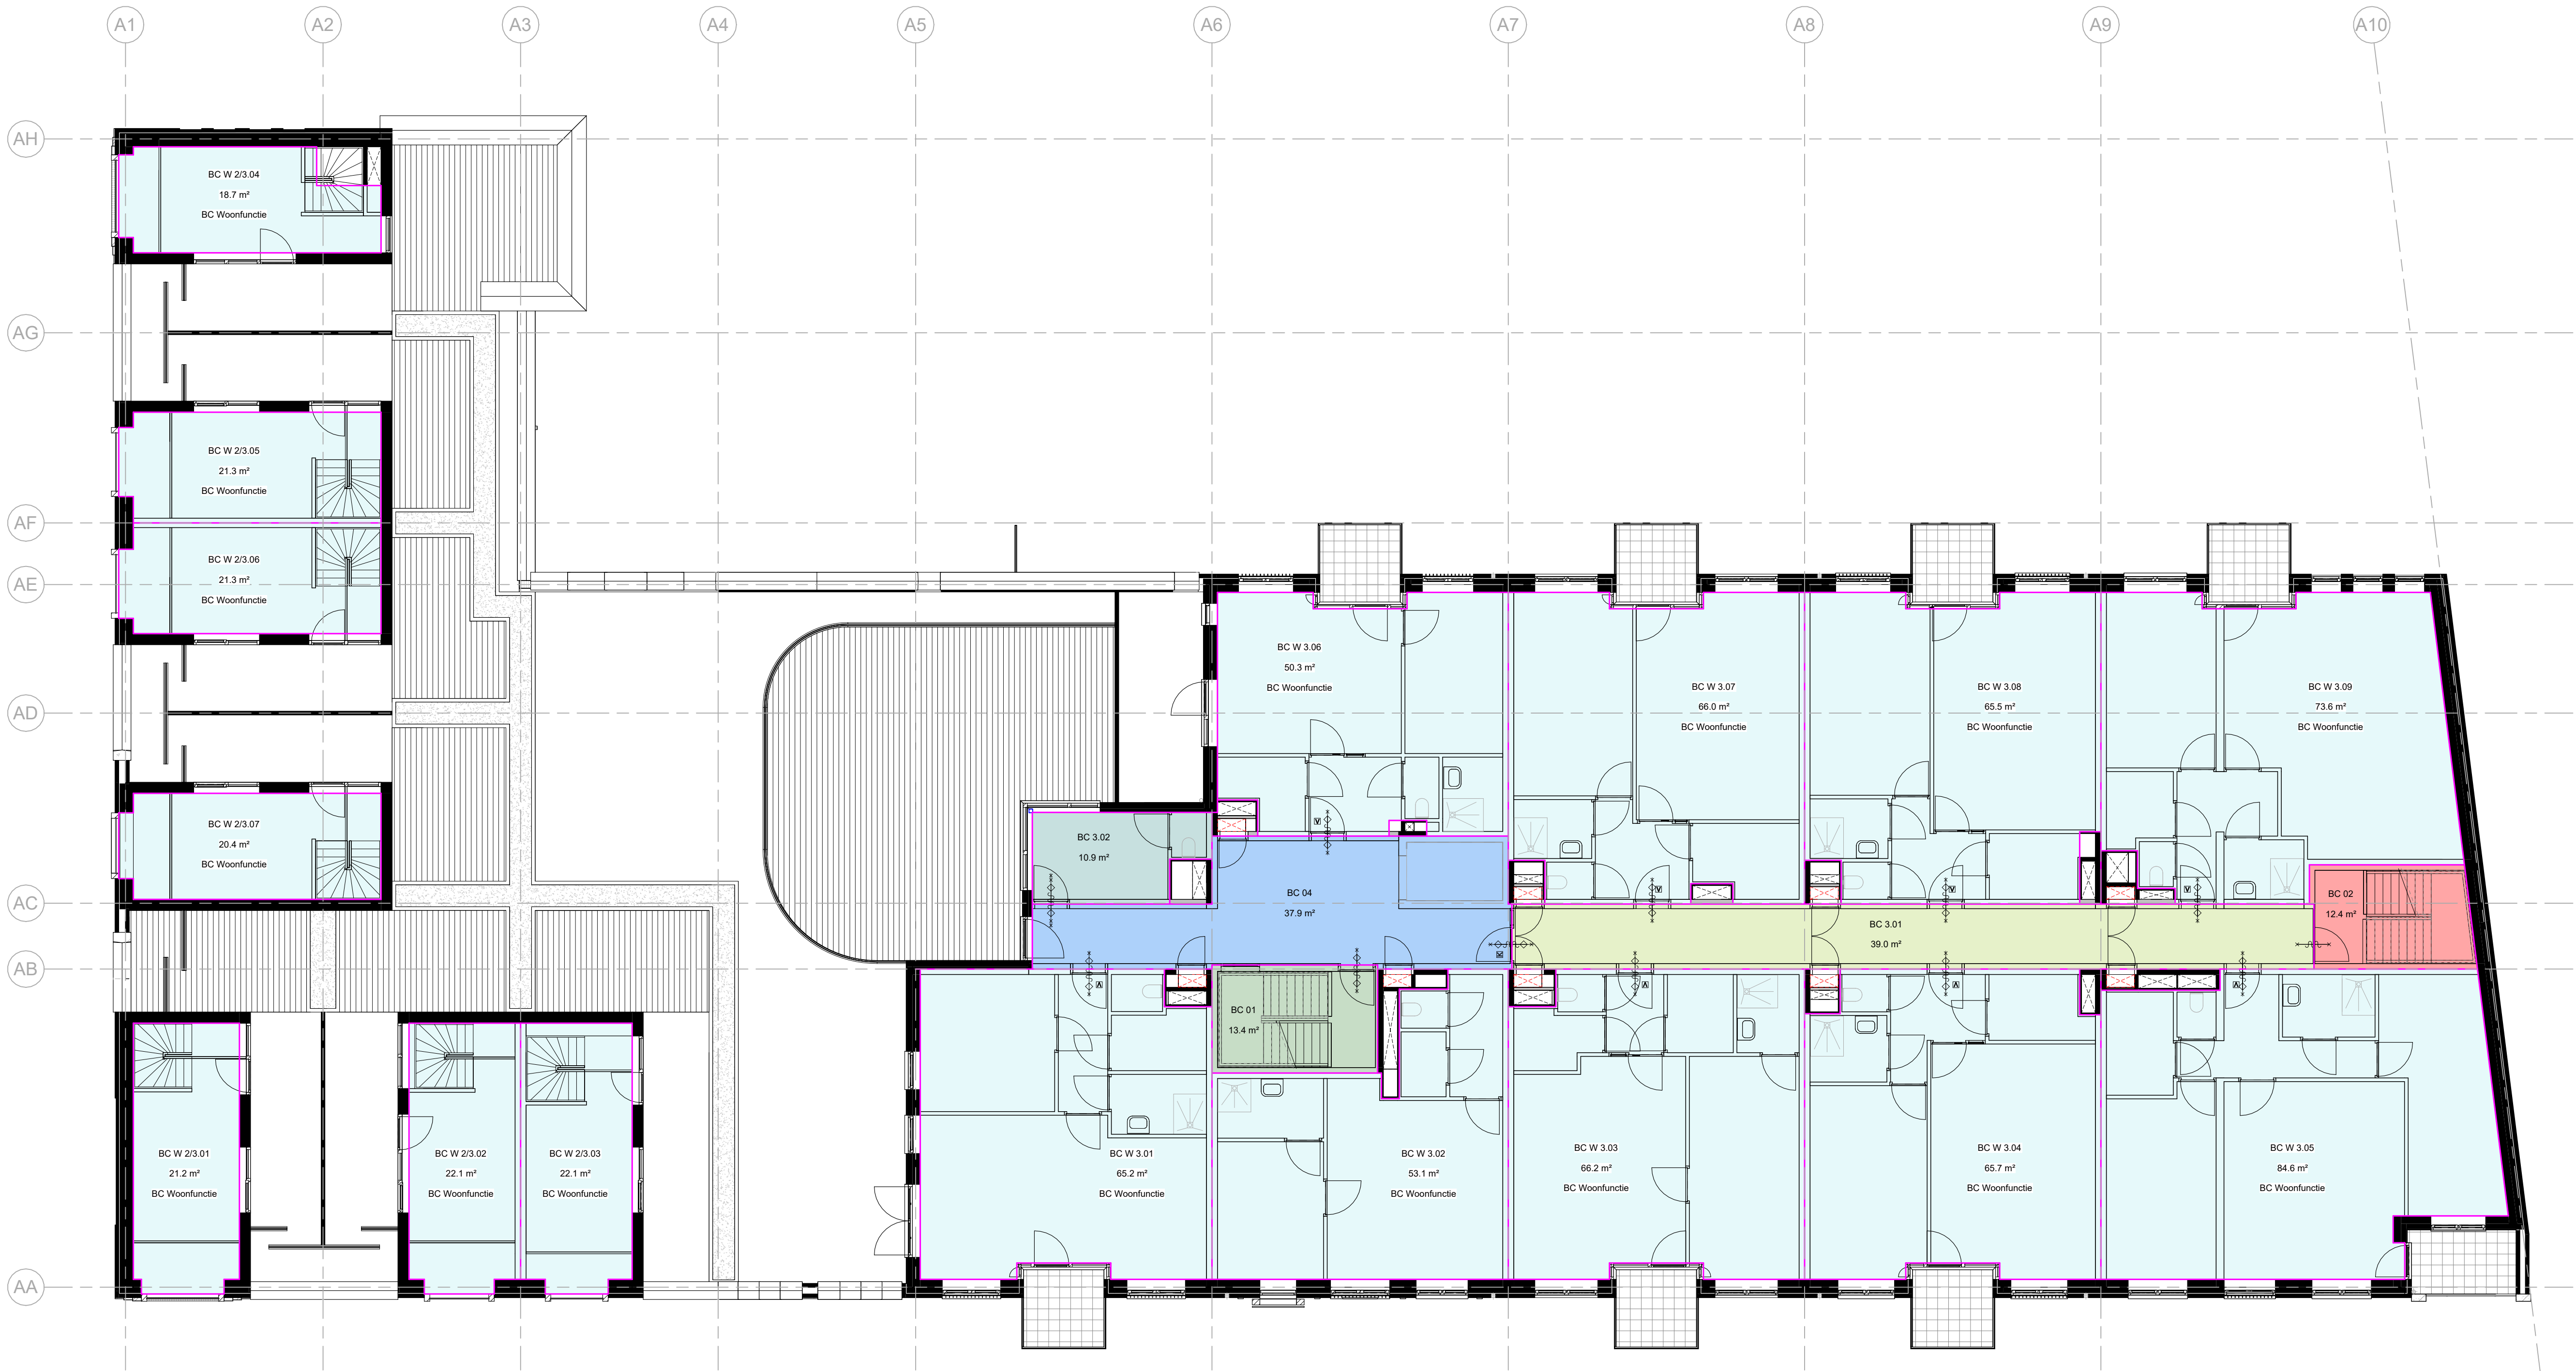 A1 A2 A3 A4 A5 A6 A7 A8 A9 A10
AH
BC W 2/3.04
18.7 m²
BC Woonfunctie
AG
BC W 2/3.05
21.3 m²
BC Woonfunctie
AF
BC W 2/3.06
21.3 m²
BC Woonfunctie
AE
BC W 3.06
50.3 m²
BC Woonfunctie
BC W 3.07
66.0 m²
BC Woonfunctie
BC W 3.08
65.5 m²
BC Woonfunctie
BC W 3.09
73.6 m²
BC Woonfunctie
AD
BC W 2/3.07
20.4 m²
BC Woonfunctie
BC 3.02
10.9 m²
BC 04
37.9 m²
BC 3.01
39.0 m²
BC 02
12.4 m²
AC
AB
BC 01
13.4 m²
BC W 2/3.01
21.2 m²
BC Woonfunctie
BC W 2/3.02
22.1 m²
BC Woonfunctie
BC W 2/3.03
22.1 m²
BC Woonfunctie
BC W 3.01
65.2 m²
BC Woonfunctie
BC W 3.02
53.1 m²
BC Woonfunctie
BC W 3.03
66.2 m²
BC Woonfunctie
BC W 3.04
65.7 m²
BC Woonfunctie
BC W 3.05
84.6 m²
BC Woonfunctie
AA